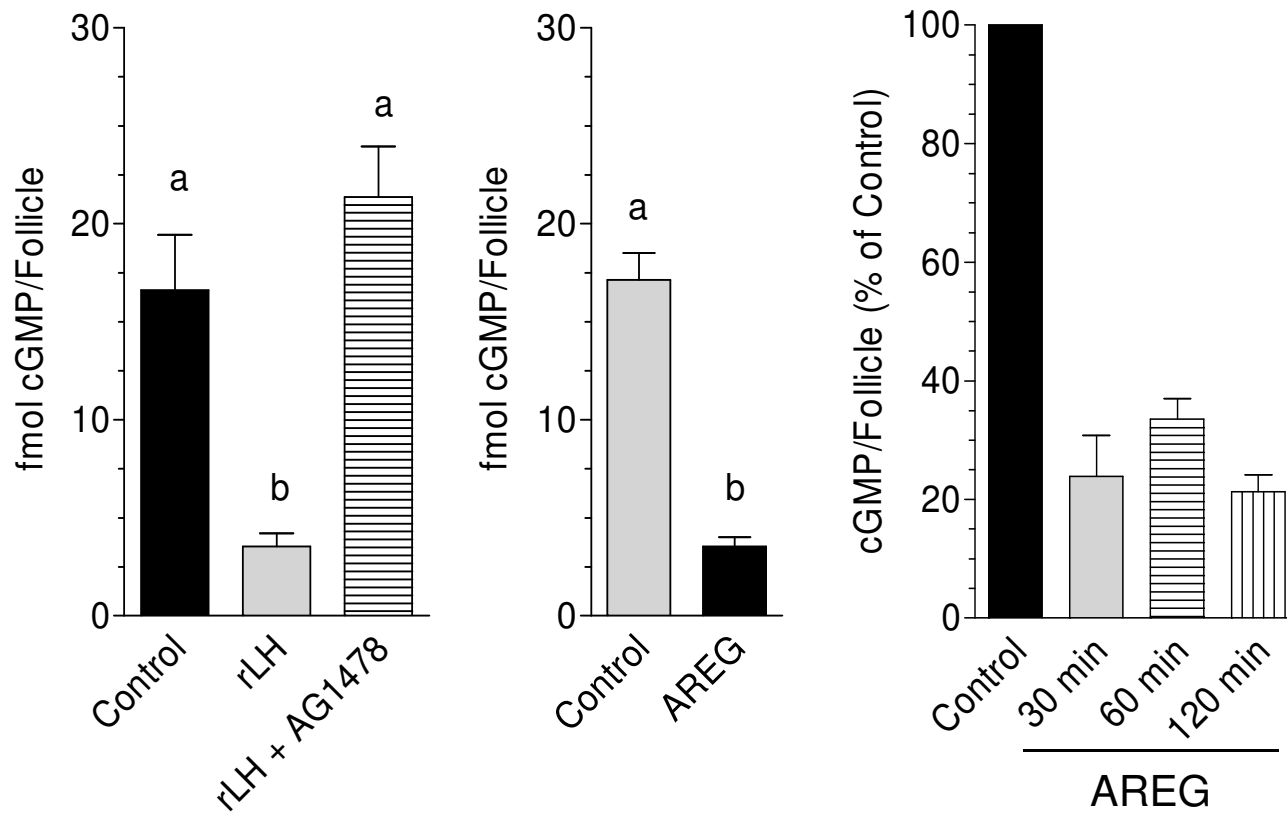 fmol cGMP/Follicle
30
20
10
0
a
b
a
Control
rLH
rLH + AG1478
fmol cGMP/Follicle
30
20
10
0
a
b
Control
AREG
cGMP/Follicle (% of Control)
100
80
60
40
20
0
Control
30 min
60 min
120 min
AREG